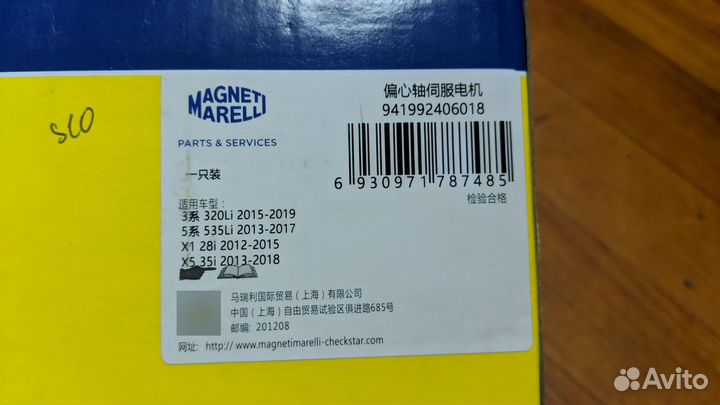 SLO
MAGNETI
MARELLI
PARTS & SERVICES
一只装
偏心轴伺服电机
941992406018
6 930971 787485
检验合格
适用车型：
3系 320Li 2015-2019
5系 535Li 2013-2017
X1 28i 2012-2015
X5 35i 2013-2018
马瑞利国际贸易（上海）有限公司
中国（上海）自由贸易试验区俱进路685号
邮编: 201208
网址: http://www.magnetimarelli-checkstar.com
Avito